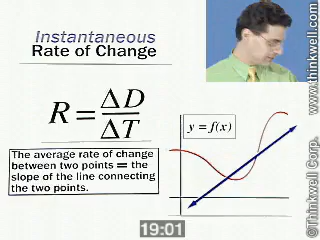 Instantaneous
Rate of Change
R = ΔD/ΔT
y = f(x)
The average rate of change
between two points = the
slope of the line connecting
the two points.
19:01
©Thinkwell Corp. www.thinkwell.com